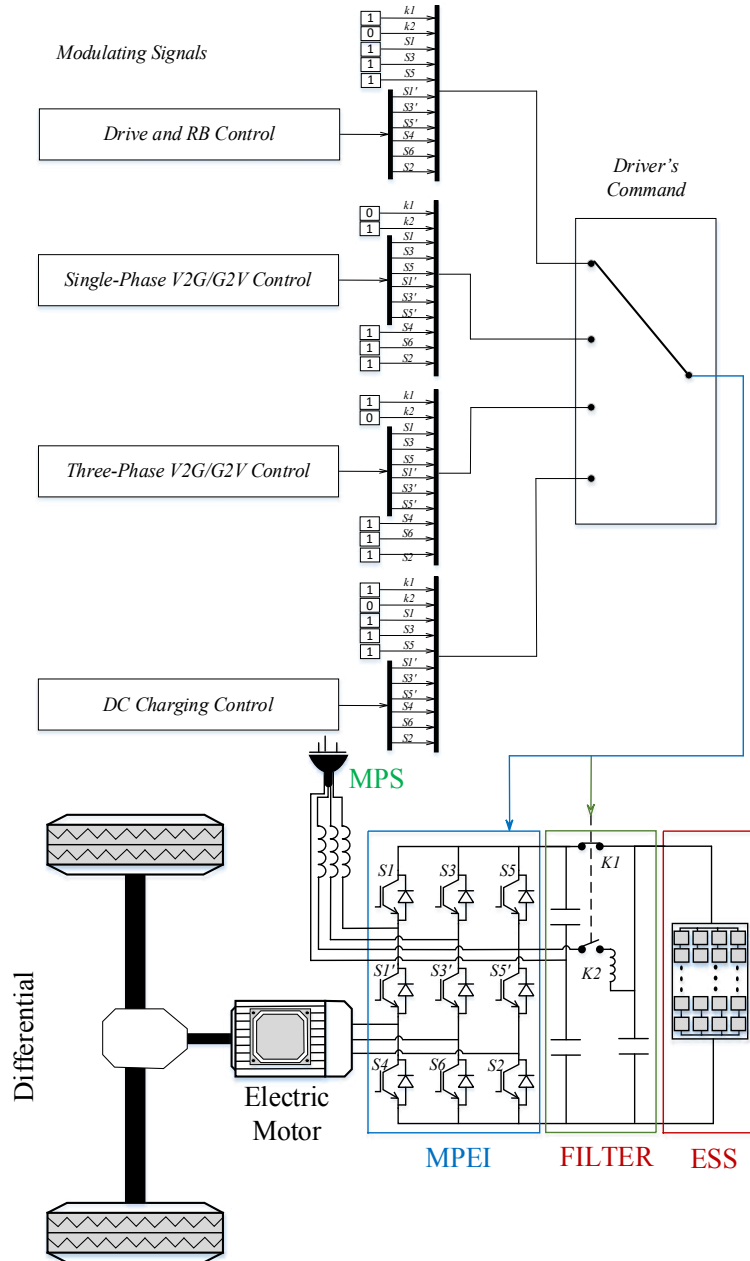 Modulating Signals
1 k1
0 k2
1 S1
1 S3
1 S5
S1'
S3'
S5'
S4
S6
S2
Drive and RB Control
Driver's
Command
0 k1
1 k2
S1
S3
S5
S1'
S3'
S5'
1 S4
1 S6
1 S2
Single-Phase V2G/G2V Control
1 k1
0 k2
S1
S3
S5
S1'
S3'
S5'
1 S4
1 S6
1 S2
Three-Phase V2G/G2V Control
1 k1
0 k2
1 S1
1 S3
1 S5
S1'
S3'
S5'
S4
S6
S2
DC Charging Control
MPS
S1 S3 S5
K1
K2
S1' S3' S5'
S4 S6 S2
Differential
Electric
Motor
MPEI
FILTER
ESS